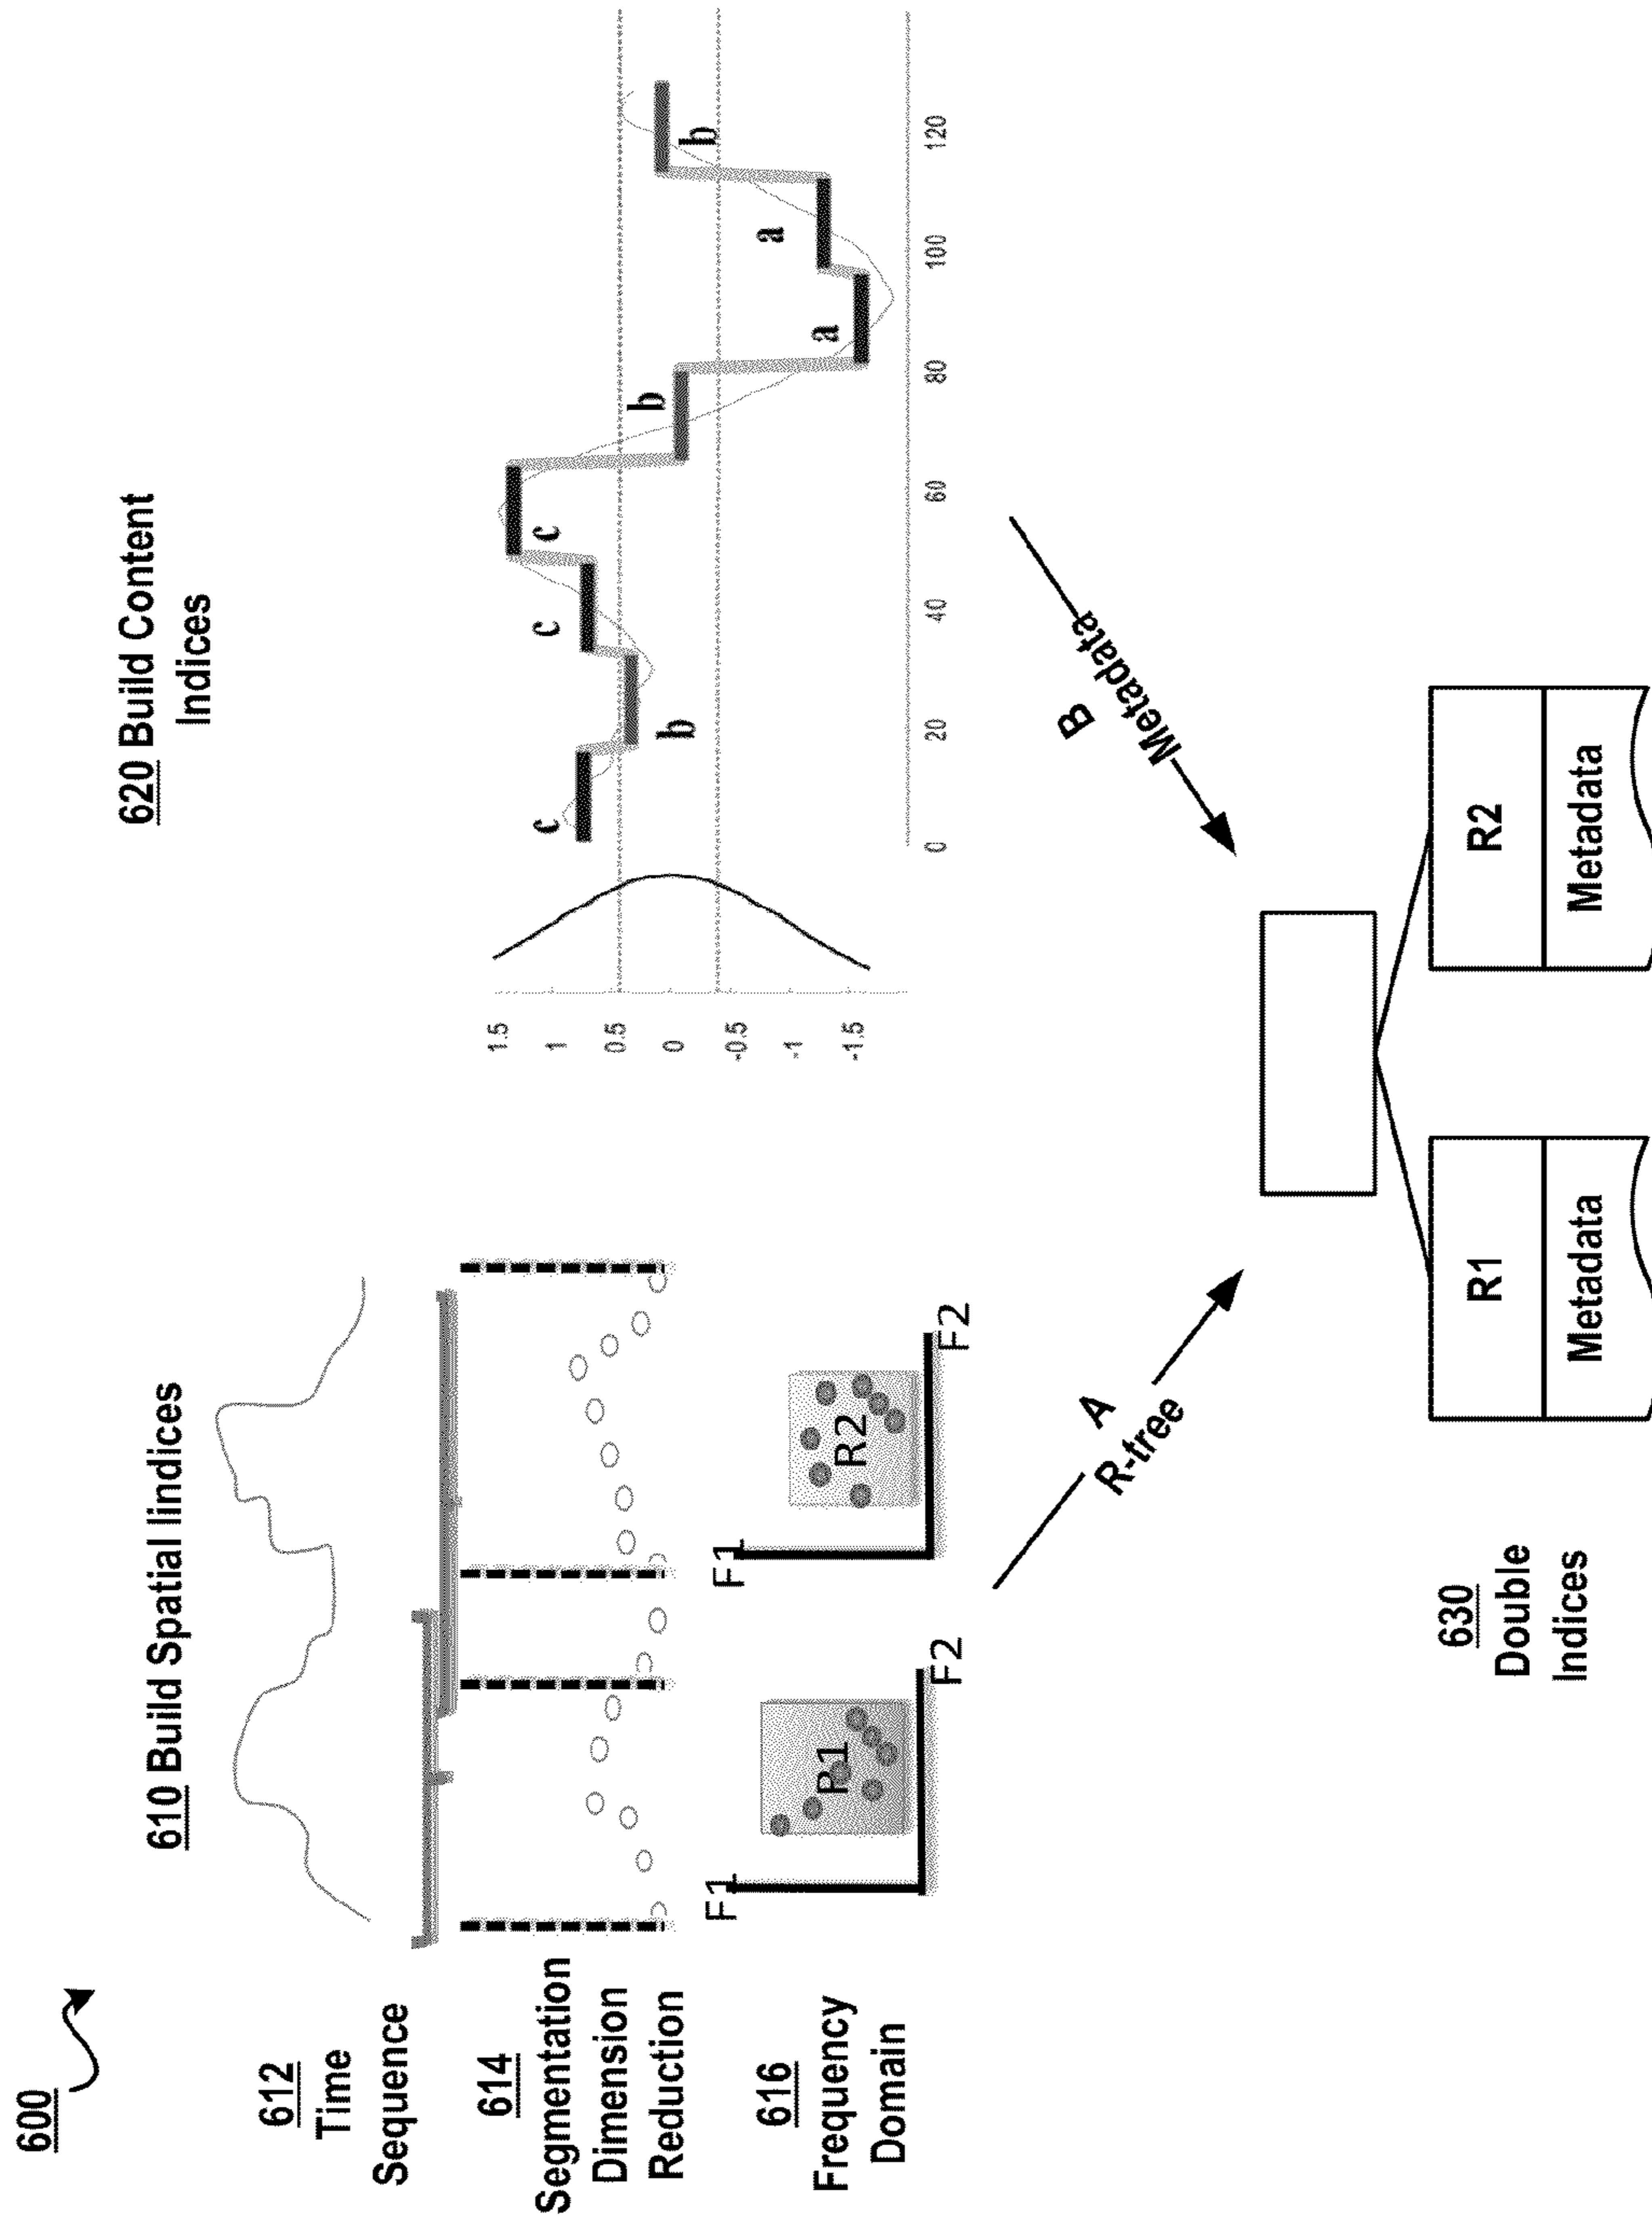 600
610 Build Spatial Iindices
612
Time
Sequence
614
Segmentation
Dimension
Reduction
616
Frequency
Domain
F1
R1
F2
F1
R2
F2
620 Build Content
Indices
1.5
1
0.5
0
-0.5
-1
-1.5
c
b
c
c
b
a
a
b
0
20
40
60
80
100
120
A
R-tree
B
Metadata
630
Double
Indices
R1
Metadata
R2
Metadata